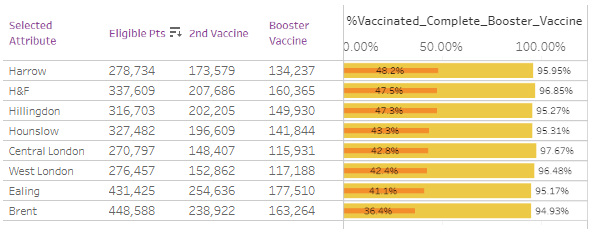 %Vaccinated_Complete_Booster_Vaccine
Selected Attribute Eligible Pts 2nd Vaccine Booster Vaccine 0.00% 50.00% 100.00%
Harrow 278,734 173,579 134,237 48.2% 95.95%
H&F 337,609 207,686 160,365 47.5% 96.85%
Hillingdon 316,703 202,205 149,930 47.3% 95.27%
Hounslow 327,482 196,609 141,844 43.3% 95.31%
Central London 270,797 148,407 115,931 42.8% 97.67%
West London 276,457 152,862 117,188 42.4% 96.48%
Ealing 431,425 254,636 177,510 41.1% 95.17%
Brent 448,588 238,922 163,264 36.4% 94.93%